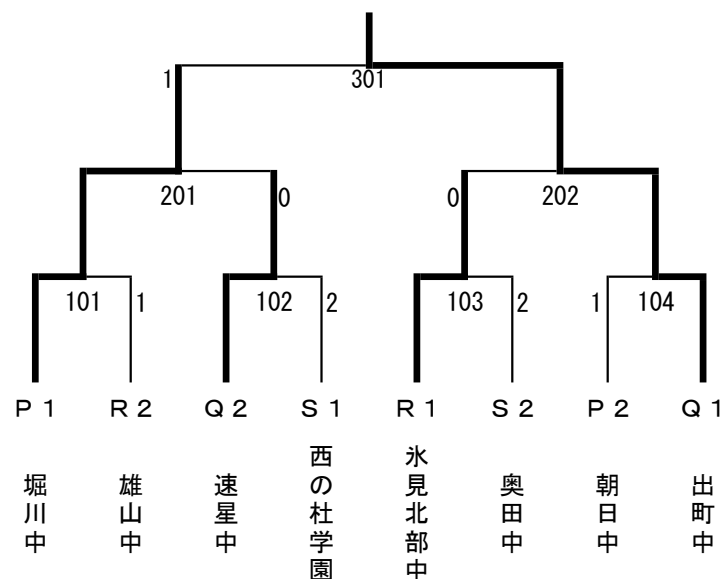 1
301
201
0
0
202
101
1
102
2
103
2
1
104
Ｐ１
Ｒ２
Ｑ２
Ｓ１
Ｒ１
Ｓ２
Ｐ２
Ｑ１
堀川中
雄山中
速星中
西の杜学園
氷見北部中
奥田中
朝日中
出町中